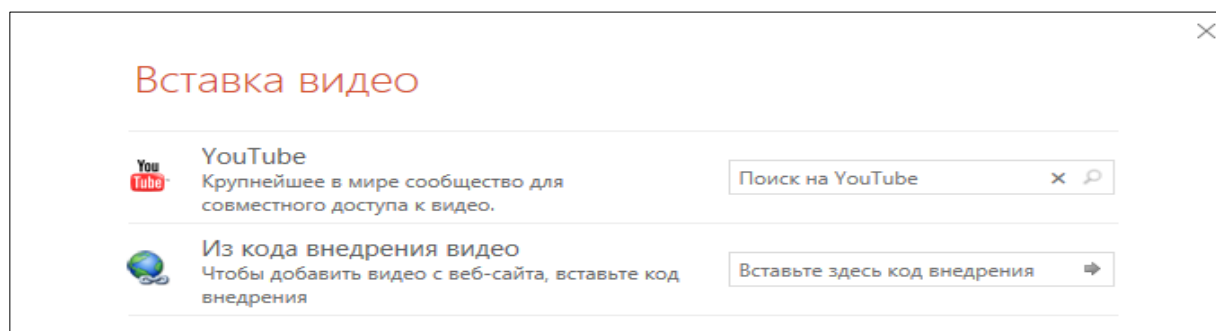 Вставка видео
You
Tube
YouTube
Крупнейшее в мире сообщество для
совместного доступа к видео.
Поиск на YouTube
Из кода внедрения видео
Чтобы добавить видео с веб-сайта, вставьте код
внедрения
Вставьте здесь код внедрения